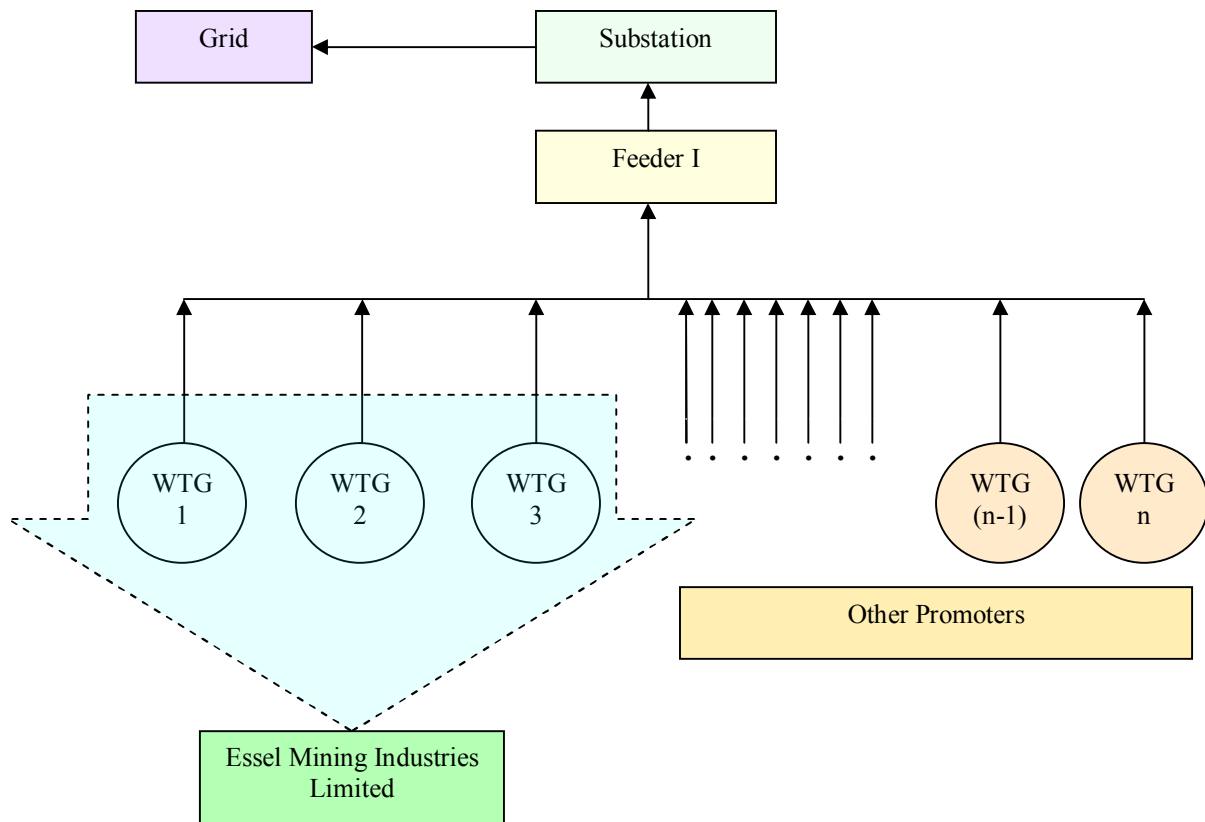 Grid
Substation
Feeder I
WTG
1
WTG
2
WTG
3
WTG
(n-1)
WTG
n
Other Promoters
Essel Mining Industries
Limited